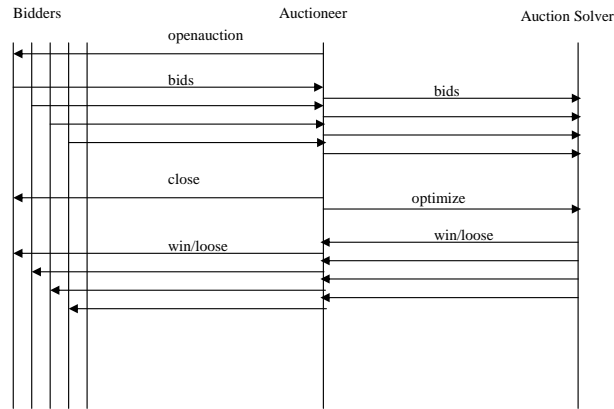 Bidders
Auctioneer
Auction Solver
openauction
bids
bids
close
optimize
win/loose
win/loose